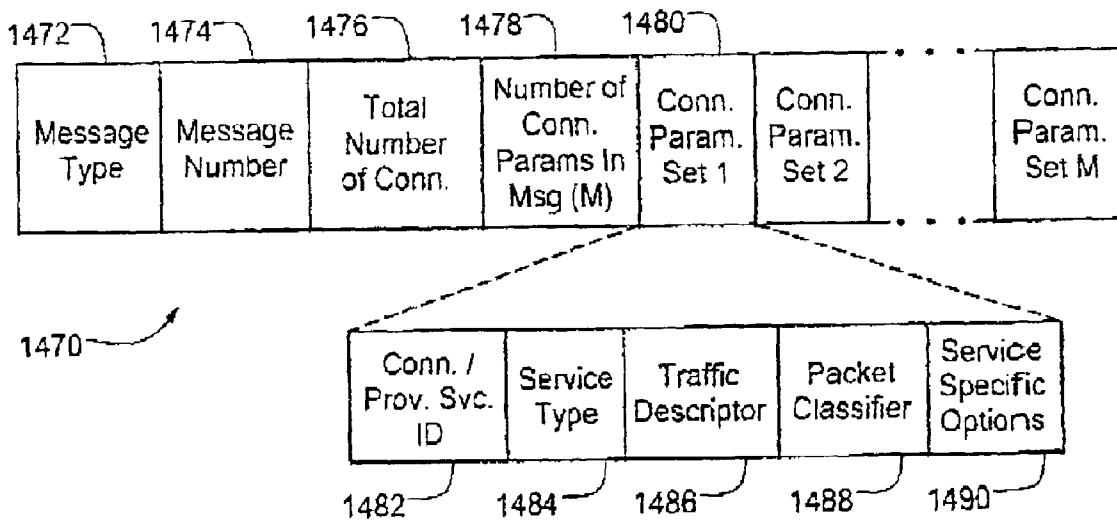 1472 1474 1476 1478 1480
Message Type
Message Number
Total Number of Conn.
Number of Conn. Params In Msg (M)
Conn. Param. Set 1
Conn. Param. Set 2
Conn. Param. Set M
1470
Conn. / Prov. Svc. ID
Service Type
Traffic Descriptor
Packet Classifier
Service Specific Options
1482 1484 1486 1488 1490